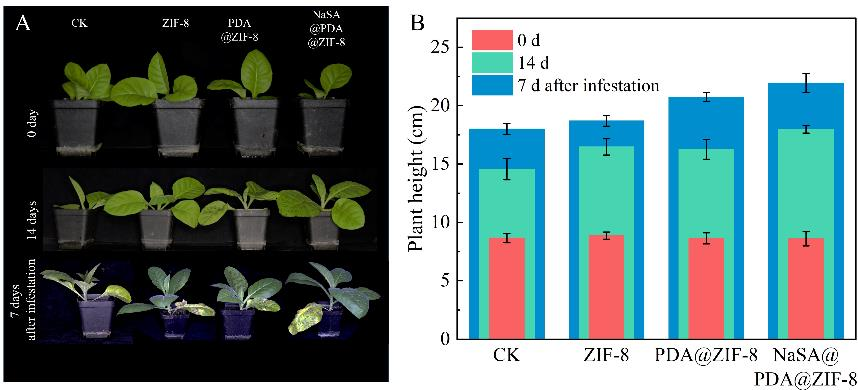 A
CK
ZIF-8
PDA
@ZIF-8
NaSA
@PDA
@ZIF-8
0 day
14 days
7 days
after infestation
B
Plant height (cm)
25
20
15
10
5
0
0 d
14 d
7 d after infestation
CK
ZIF-8
PDA@ZIF-8
NaSA@
PDA@ZIF-8